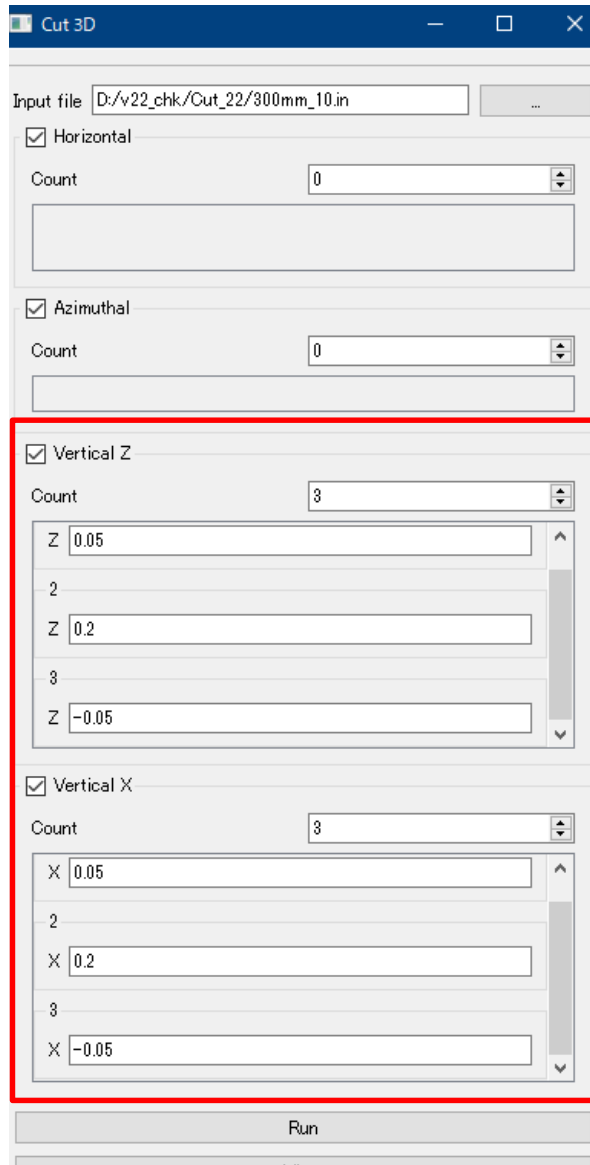 Cut 3D
Input file D:/v22_chk/Cut_22/300mm_10.in ...
Horizontal
Count 0
Azimuthal
Count 0
Vertical Z
Count 3
Z 0.05
2
Z 0.2
3
Z -0.05
Vertical X
Count 3
X 0.05
2
X 0.2
3
X -0.05
Run